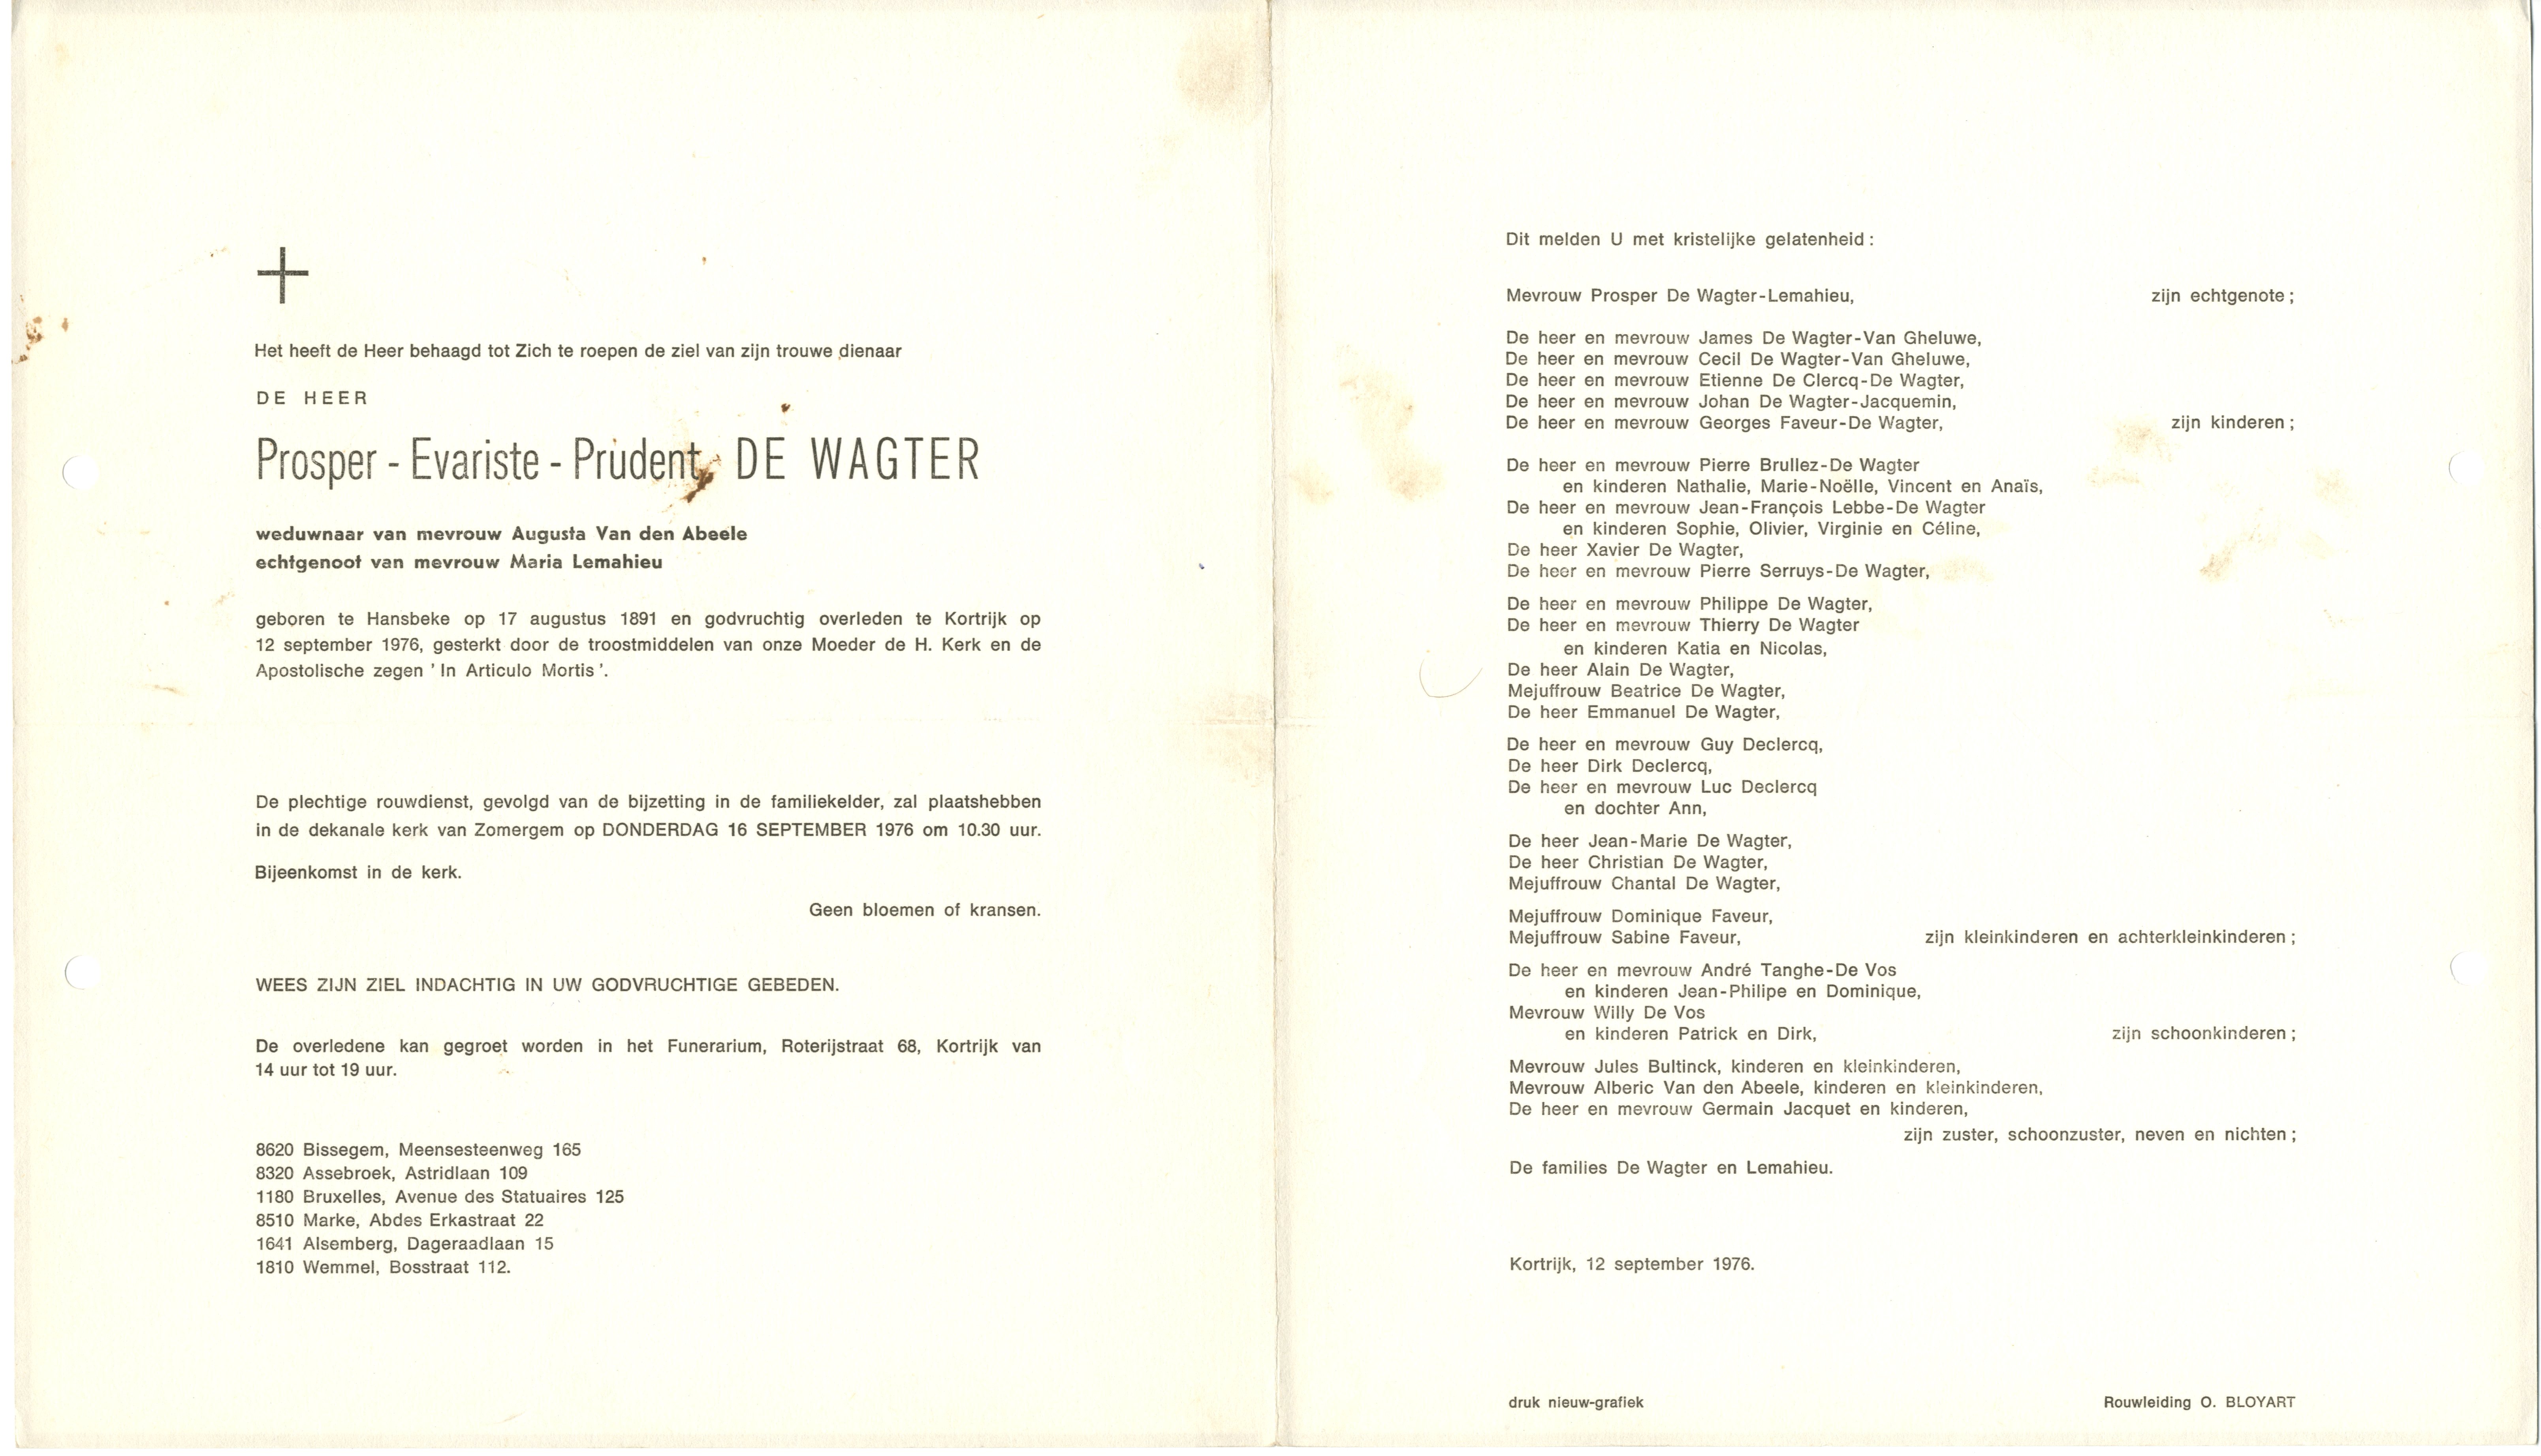 Het heeft de Heer behaagd tot Zich te roepen de ziel van zijn trouwe dienaar
DE HEER
Prosper - Evariste - Prudent, DE WAGTER
weduwnaar van mevrouw Augusta Van den Abeele
echtgenoot van mevrouw Maria Lemahieu
geboren te Hansbeke op 17 augustus 1891 en godvruchtig overleden te Kortrijk op
12 september 1976, gesterkt door de troostmiddelen van onze Moeder de H. Kerk en de
Apostolische zegen ' In Articulo Mortis '.
De plechtige rouwdienst, gevolgd van de bijzetting in de familiekelder, zal plaatshebben
in de dekanale kerk van Zomergem op DONDERDAG 16 SEPTEMBER 1976 om 10.30 uur.
Bijeenkomst in de kerk.
Geen bloemen of kransen.
WEES ZIJN ZIEL INDACHTIG IN UW GODVRUCHTIGE GEBEDEN.
De overledene kan gegroet worden in het Funerarium, Roterijstraat 68, Kortrijk van
14 uur tot 19 uur.
8620 Bissegem, Meensesteenweg 165
8320 Assebroek, Astridlaan 109
1180 Bruxelles, Avenue des Statuaires 125
8510 Marke, Abdes Erkastraat 22
1641 Alsemberg, Dageraadlaan 15
1810 Wemmel, Bosstraat 112.
Dit melden U met kristelijke gelatenheid :
Mevrouw Prosper De Wagter-Lemahieu, zijn echtgenote ;
De heer en mevrouw James De Wagter-Van Gheluwe,
De heer en mevrouw Cecil De Wagter-Van Gheluwe,
De heer en mevrouw Etienne De Clercq-De Wagter,
De heer en mevrouw Johan De Wagter-Jacquemin,
De heer en mevrouw Georges Faveur-De Wagter, zijn kinderen ;
De heer en mevrouw Pierre Brullez-De Wagter
en kinderen Nathalie, Marie-Noëlle, Vincent en Anaïs,
De heer en mevrouw Jean-François Lebbe-De Wagter
en kinderen Sophie, Olivier, Virginie en Céline,
De heer Xavier De Wagter,
De heer en mevrouw Pierre Serruys-De Wagter,
De heer en mevrouw Philippe De Wagter,
De heer en mevrouw Thierry De Wagter
en kinderen Katia en Nicolas,
De heer Alain De Wagter,
Mejuffrouw Beatrice De Wagter,
De heer Emmanuel De Wagter,
De heer en mevrouw Guy Declercq,
De heer Dirk Declercq,
De heer en mevrouw Luc Declercq
en dochter Ann,
De heer Jean-Marie De Wagter,
De heer Christian De Wagter,
Mejuffrouw Chantal De Wagter,
Mejuffrouw Dominique Faveur,
Mejuffrouw Sabine Faveur, zijn kleinkinderen en achterkleinkinderen ;
De heer en mevrouw André Tanghe-De Vos
en kinderen Jean-Philipe en Dominique,
Mevrouw Willy De Vos
en kinderen Patrick en Dirk, zijn schoonkinderen ;
Mevrouw Jules Bultinck, kinderen en kleinkinderen,
Mevrouw Alberic Van den Abeele, kinderen en kleinkinderen,
De heer en mevrouw Germain Jacquet en kinderen,
zijn zuster, schoonzuster, neven en nichten ;
De families De Wagter en Lemahieu.
Kortrijk, 12 september 1976.
druk nieuw-grafiek Rouwleiding O. BLOYART